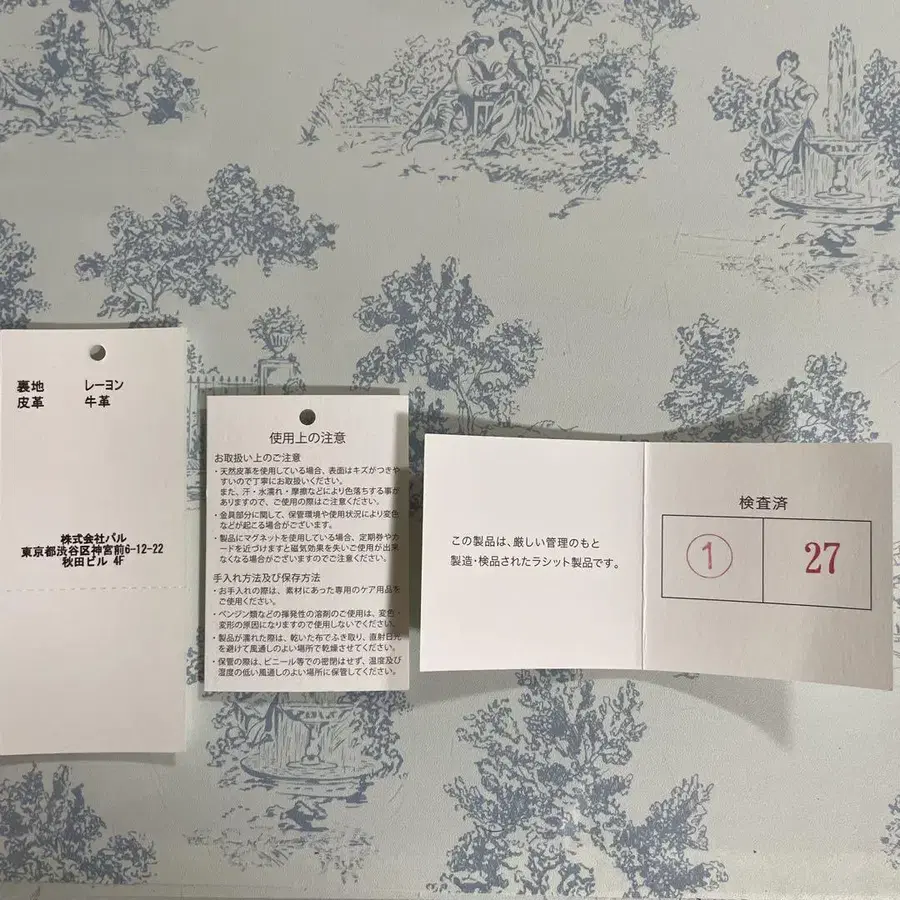 裏地 レーヨン
皮革 牛革
株式会社パル
東京都渋谷区神宮前6-12-22
秋田ビル 4F
使用上の注意
お取扱い上のご注意
・天然皮革を使用している場合、表面はキズがつきや
すいので丁寧にお取扱いください。
また、汗・水濡れ・摩擦などにより色落ちする事が
ありますので、ご使用の際はご注意ください。
・金具部分に関して、保管環境や使用状況により変色
などが起こる場合がございます。
・製品にマグネットを使用している場合、定期券やカ
ードを近づけますと磁気効果を失いご使用が出来
なくなる場合がございますのでご注意ください。
手入れ方法及び保存方法
・お手入れの際は、素材にあった専用のケア用品を
ご使用ください。
・ベンジン類などの揮発性の溶剤のご使用は、変色・
変形の原因になりますので使用しないでください。
・製品が濡れた際は、乾いた布でふき取り、直射日光
を避けて風通しのよい場所で乾燥させてください。
・保管の際は、ビニール等での密閉はせず、温度及び
湿度の低い風通しのよい場所に保管してください。
この製品は、厳しい管理のもと
製造・検品されたラシット製品です。
検査済
① 27